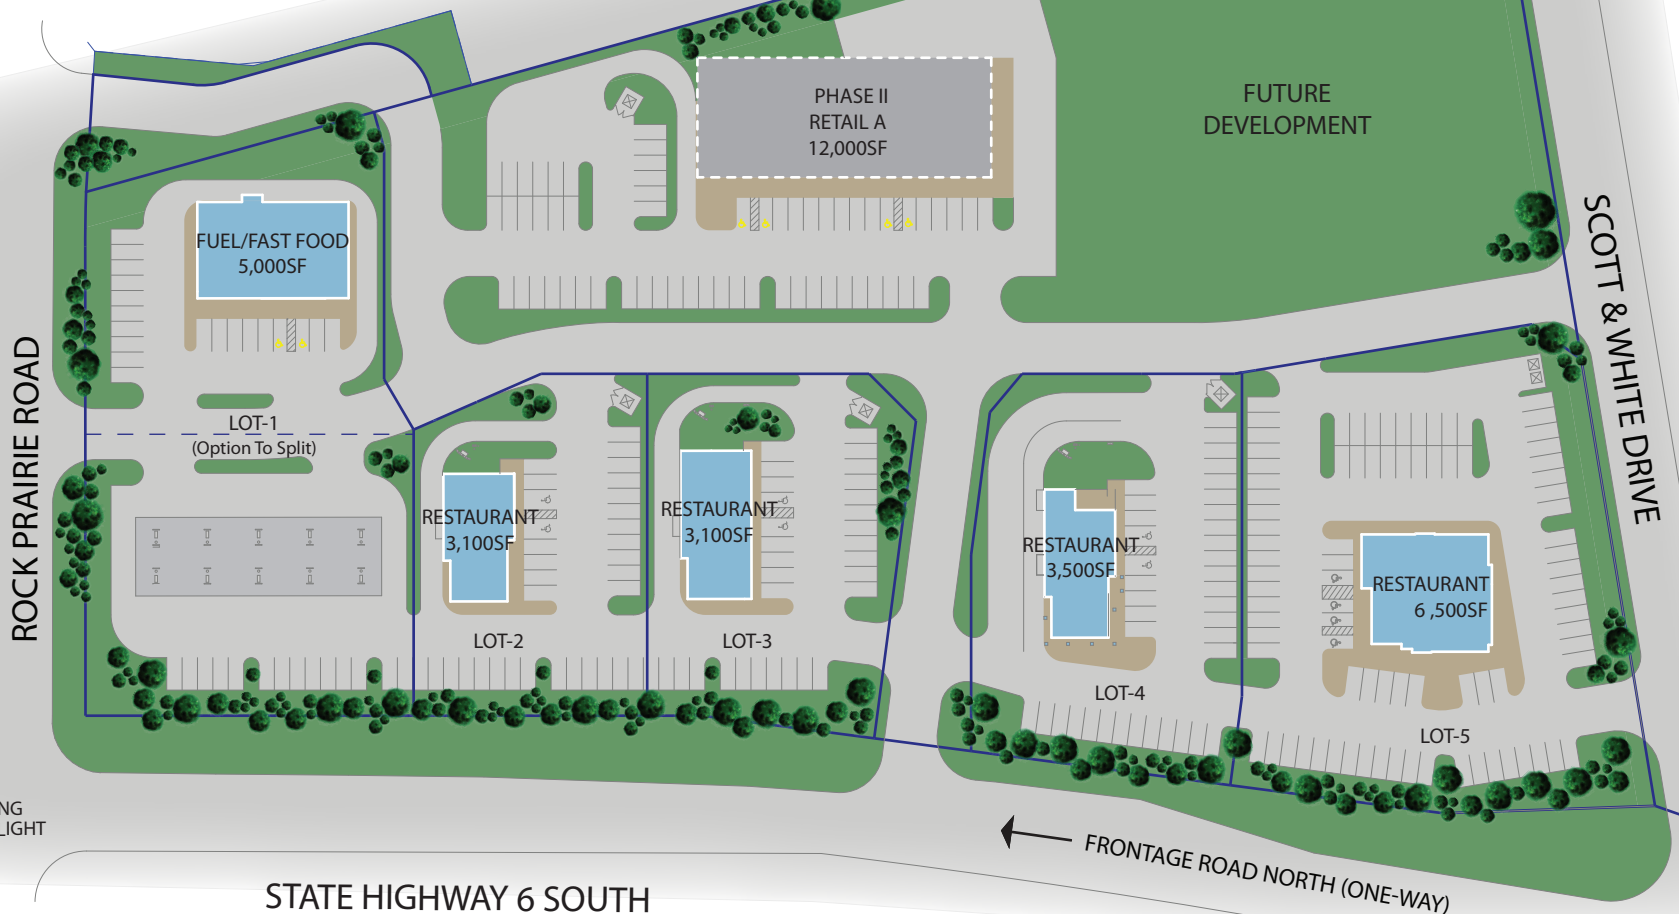 PHASE II
RETAIL A
12,000SF
FUTURE
DEVELOPMENT
FUEL/FAST FOOD
5,000SF
SCOTT & WHITE DRIVE
ROCK PRAIRIE ROAD
LOT-1
(Option To Split)
RESTAURANT
3,100SF
RESTAURANT
3,100SF
RESTAURANT
3,500SF
RESTAURANT
6 ,500SF
LOT-2
LOT-3
LOT-4
LOT-5
NG
LIGHT
FRONTAGE ROAD NORTH (ONE-WAY)
STATE HIGHWAY 6 SOUTH